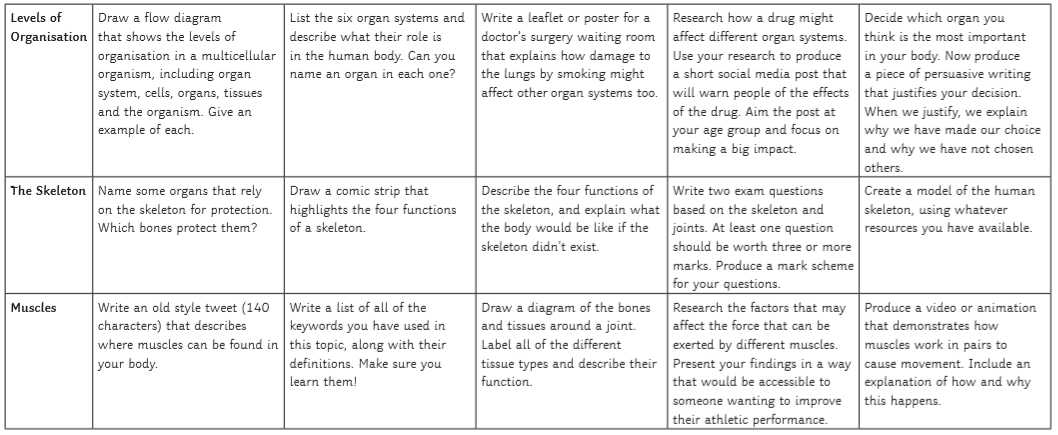 Levels of
Organisation
Draw a flow diagram
that shows the levels of
organisation in a multicellular
organism, including organ
system, cells, organs, tissues
and the organism. Give an
example of each.
List the six organ systems and
describe what their role is
in the human body. Can you
name an organ in each one?
Write a leaflet or poster for a
doctor's surgery waiting room
that explains how damage to
the lungs by smoking might
affect other organ systems too.
Research how a drug might
affect different organ systems.
Use your research to produce
a short social media post that
will warn people of the effects
of the drug. Aim the post at
your age group and focus on
making a big impact.
Decide which organ you
think is the most important
in your body. Now produce
a piece of persuasive writing
that justifies your decision.
When we justify, we explain
why we have made our choice
and why we have not chosen
others.
The Skeleton
Name some organs that rely
on the skeleton for protection.
Which bones protect them?
Draw a comic strip that
highlights the four functions
of a skeleton.
Describe the four functions of
the skeleton, and explain what
the body would be like if the
skeleton didn't exist.
Write two exam questions
based on the skeleton and
joints. At least one question
should be worth three or more
marks. Produce a mark scheme
for your questions.
Create a model of the human
skeleton, using whatever
resources you have available.
Muscles
Write an old style tweet (140
characters) that describes
where muscles can be found in
your body.
Write a list of all of the
keywords you have used in
this topic, along with their
definitions. Make sure you
learn them!
Draw a diagram of the bones
and tissues around a joint.
Label all of the different
tissue types and describe their
function.
Research the factors that may
affect the force that can be
exerted by different muscles.
Present your findings in a way
that would be accessible to
someone wanting to improve
their athletic performance.
Produce a video or animation
that demonstrates how
muscles work in pairs to
cause movement. Include an
explanation of how and why
this happens.